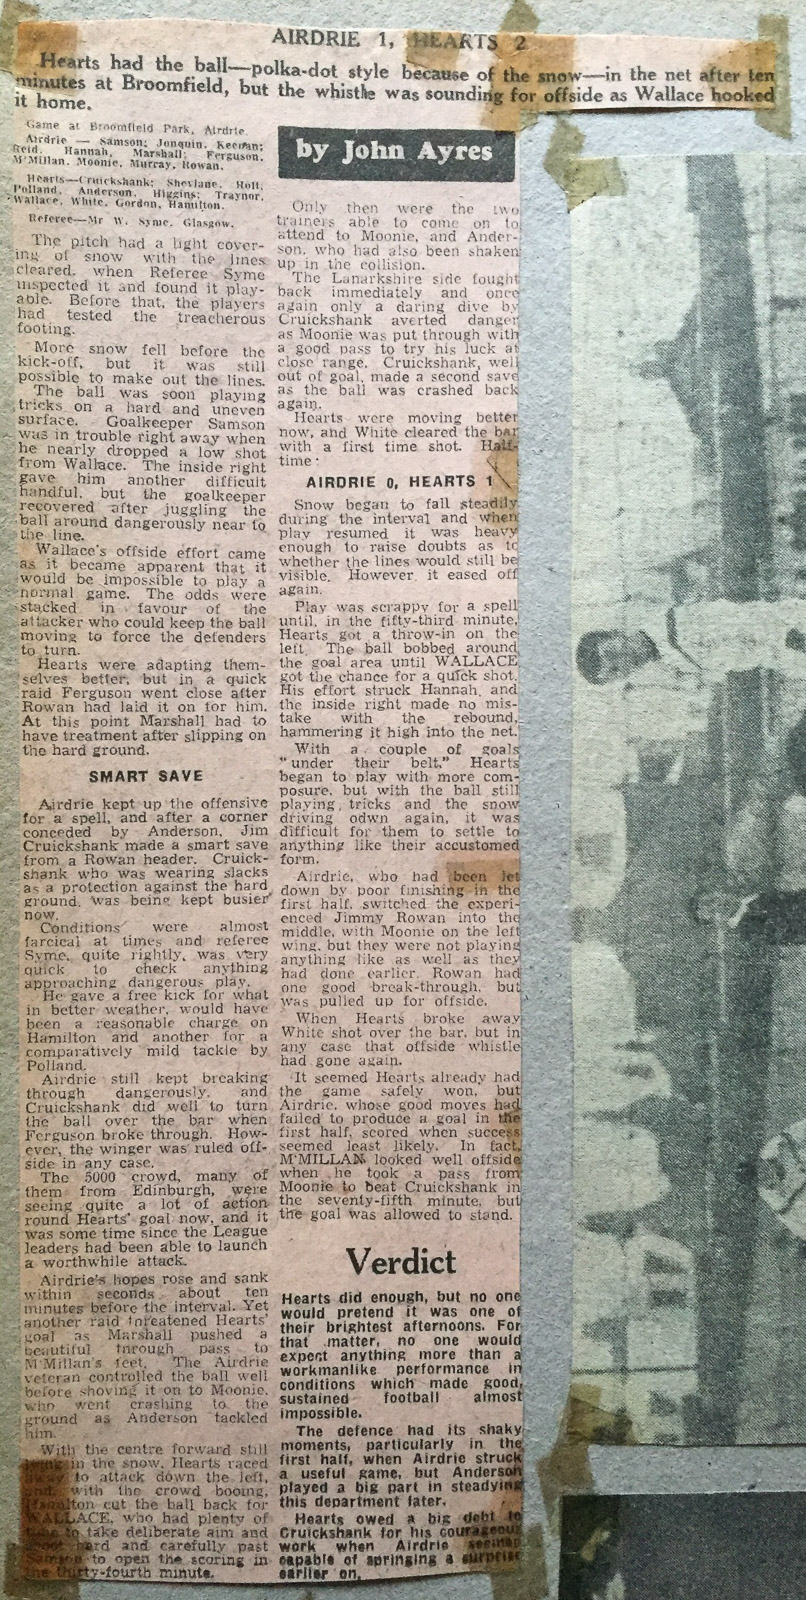 AIRDRIE 1, HEARTS 2
Hearts had the ball—polka-dot style because of the snow—in the net after ten
minutes at Broomfield, but the whistle was sounding for offside as Wallace hooked
it home.
Game at Broomfield Park, Airdrie.
Airdrie — Samson; Jonquin, Keenan;
Reid, Hannah, Marshall; Ferguson,
M'Millan, Moonie, Murray, Rowan.
Hearts—Cruickshank; Shevlane, Holt,
Polland, Anderson, Higgins; Traynor,
Wallace, White, Gordon, Hamilton.
Referee—Mr W. Syme, Glasgow.
The pitch had a light cover-
ing of snow with the lines
cleared, when Referee Syme
inspected it and found it play-
able. Before that, the players
had tested the treacherous
footing.
More snow fell before the
kick-off, but it was still
possible to make out the lines.
The ball was soon playing
tricks on a hard and uneven
surface. Goalkeeper Samson
was in trouble right away when
he nearly dropped a low shot
from Wallace. The inside right
gave him another difficult
handful, but the goalkeeper
recovered after juggling the
ball around dangerously near to
the line.
Wallace's offside effort came
as it became apparent that it
would be impossible to play a
normal game. The odds were
stacked in favour of the
attacker who could keep the ball
moving to force the defenders
to turn.
Hearts were adapting them-
selves better, but in a quick
raid Ferguson went close after
Rowan had laid it on for him.
At this point Marshall had to
have treatment after slipping on
the hard ground.
SMART SAVE
Airdrie kept up the offensive
for a spell, and after a corner
conceded by Anderson, Jim
Cruickshank made a smart save
from a Rowan header. Cruick-
shank who was wearing slacks
as a protection against the hard
ground, was being kept busier
now.
Conditions were almost
farcical at times and referee
Syme, quite rightly, was very
quick to check anything
approaching dangerous play.
He gave a free kick for what
in better weather, would have
been a reasonable charge on
Hamilton and another for a
comparatively mild tackle by
Polland.
Airdrie still kept breaking
through dangerously, and
Cruickshank did well to turn
the ball over the bar when
Ferguson broke through. How-
ever, the winger was ruled off-
side in any case.
The 5000 crowd, many of
them from Edinburgh, were
seeing quite a lot of action
round Hearts' goal now, and it
was some time since the League
leaders had been able to launch
a worthwhile attack.
Airdrie's hopes rose and sank
within seconds about ten
minutes before the interval. Yet
another raid threatened Hearts'
goal as Marshall pushed a
beautiful through pass to
M'Millan's feet. The Airdrie
veteran controlled the ball well
before shoving it on to Moonie,
who went crashing to the
ground as Anderson tackled
him.
With the centre forward still
lying in the snow, Hearts raced
away to attack down the left,
and with the crowd booing,
Hamilton cut the ball back for
WALLACE, who had plenty of
time to take deliberate aim and
shoot hard and carefully past
Samson to open the scoring in
the thirty-fourth minute.
by John Ayres
Only then were the two
trainers able to come on to
attend to Moonie, and Ander-
son, who had also been shaken
up in the collision.
The Lanarkshire side fought
back immediately and once
again only a daring dive by
Cruickshank averted danger
as Moonie was put through with
a good pass to try his luck at
close range. Cruickshank, well
out of goal, made a second save
as the ball was crashed back
again.
Hearts were moving better
now, and White cleared the bar
with a first time shot. Half-
time:
AIRDRIE 0, HEARTS 1
Snow began to fall steadily
during the interval and when
play resumed it was heavy
enough to raise doubts as to
whether the lines would still be
visible. However, it eased off
again.
Play was scrappy for a spell
until, in the fifty-third minute,
Hearts got a throw-in on the
left. The ball bobbed around
the goal area until WALLACE
got the chance for a quick shot.
His effort struck Hannah, and
the inside right made no mis-
take with the rebound,
hammering it high into the net.
With a couple of goals
"under their belt," Hearts
began to play with more com-
posure, but with the ball still
playing tricks and the snow
driving odwn again, it was
difficult for them to settle to
anything like their accustomed
form.
Airdrie, who had been let
down by poor finishing in the
first half, switched the experi-
enced Jimmy Rowan into the
middle, with Moonie on the left
wing, but they were not playing
anything like as well as they
had done earlier. Rowan had
one good break-through, but
was pulled up for offside.
When Hearts broke away
White shot over the bar, but in
any case that offside whistle
had gone again.
It seemed Hearts already had
the game safely won, but
Airdrie, whose good moves had
failed to produce a goal in the
first half, scored when success
seemed least likely. In fact,
M'MILLAN looked well offside
when he took a pass from
Moonie to beat Cruickshank in
the seventy-fifth minute, but
the goal was allowed to stand.
Verdict
Hearts did enough, but no one
would pretend it was one of
their brightest afternoons. For
that matter, no one would
expect anything more than a
workmanlike performance in
conditions which made good,
sustained football almost
impossible.
The defence had its shaky
moments, particularly in the
first half, when Airdrie struck
a useful game, but Anderson
played a big part in steadying
this department later.
Hearts owed a big debt to
Cruickshank for his courageous
work when Airdrie seemed
capable of springing a surprise
earlier on.